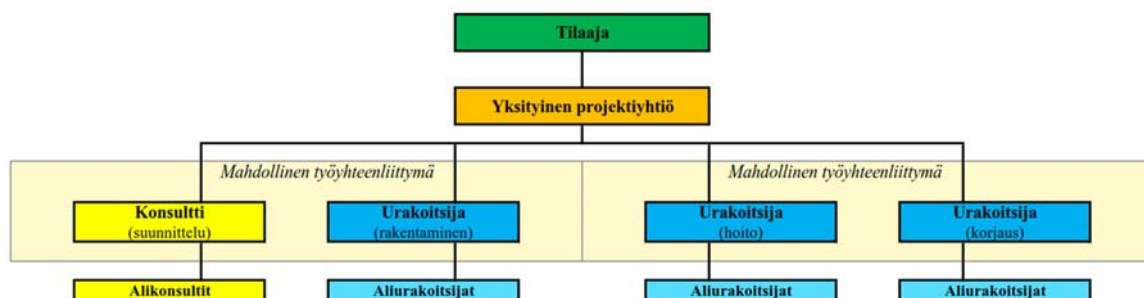 Tilaaja
Yksityinen projektiyhtiö
Mahdollinen työyhteenliittymä
Mahdollinen työyhteenliittymä
Konsultti
(suunnittelu)
Urakoitsija
(rakentaminen)
Urakoitsija
(hoito)
Urakoitsija
(korjaus)
Alikonsultit
Aliurakoitsijat
Aliurakoitsijat
Aliurakoitsijat